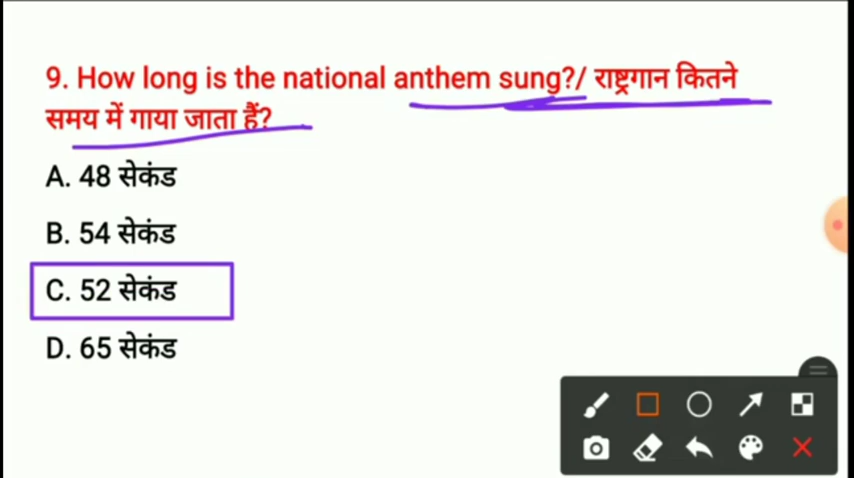 9. How long is the national anthem sung?/ राष्ट्रगान कितने
समय में गाया जाता हैं?
A. 48 सेकंड
B. 54 सेकंड
C. 52 सेकंड
D. 65 सेकंड